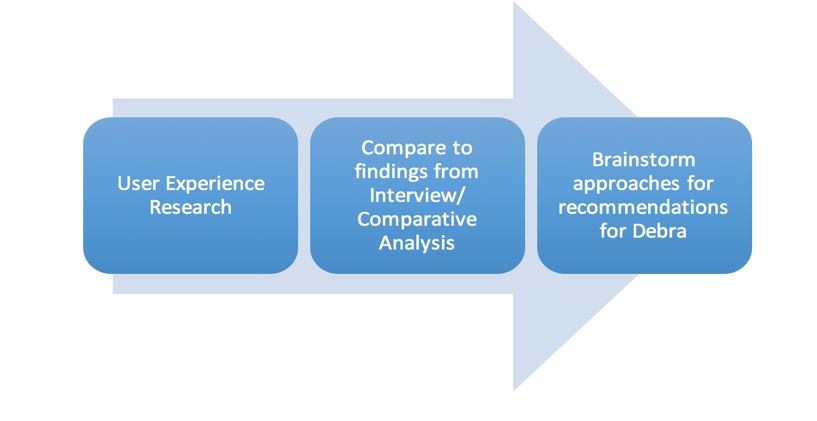 User Experience
Research
Compare to
findings from
Interview/
Comparative
Analysis
Brainstorm
approaches for
recommendations
for Debra